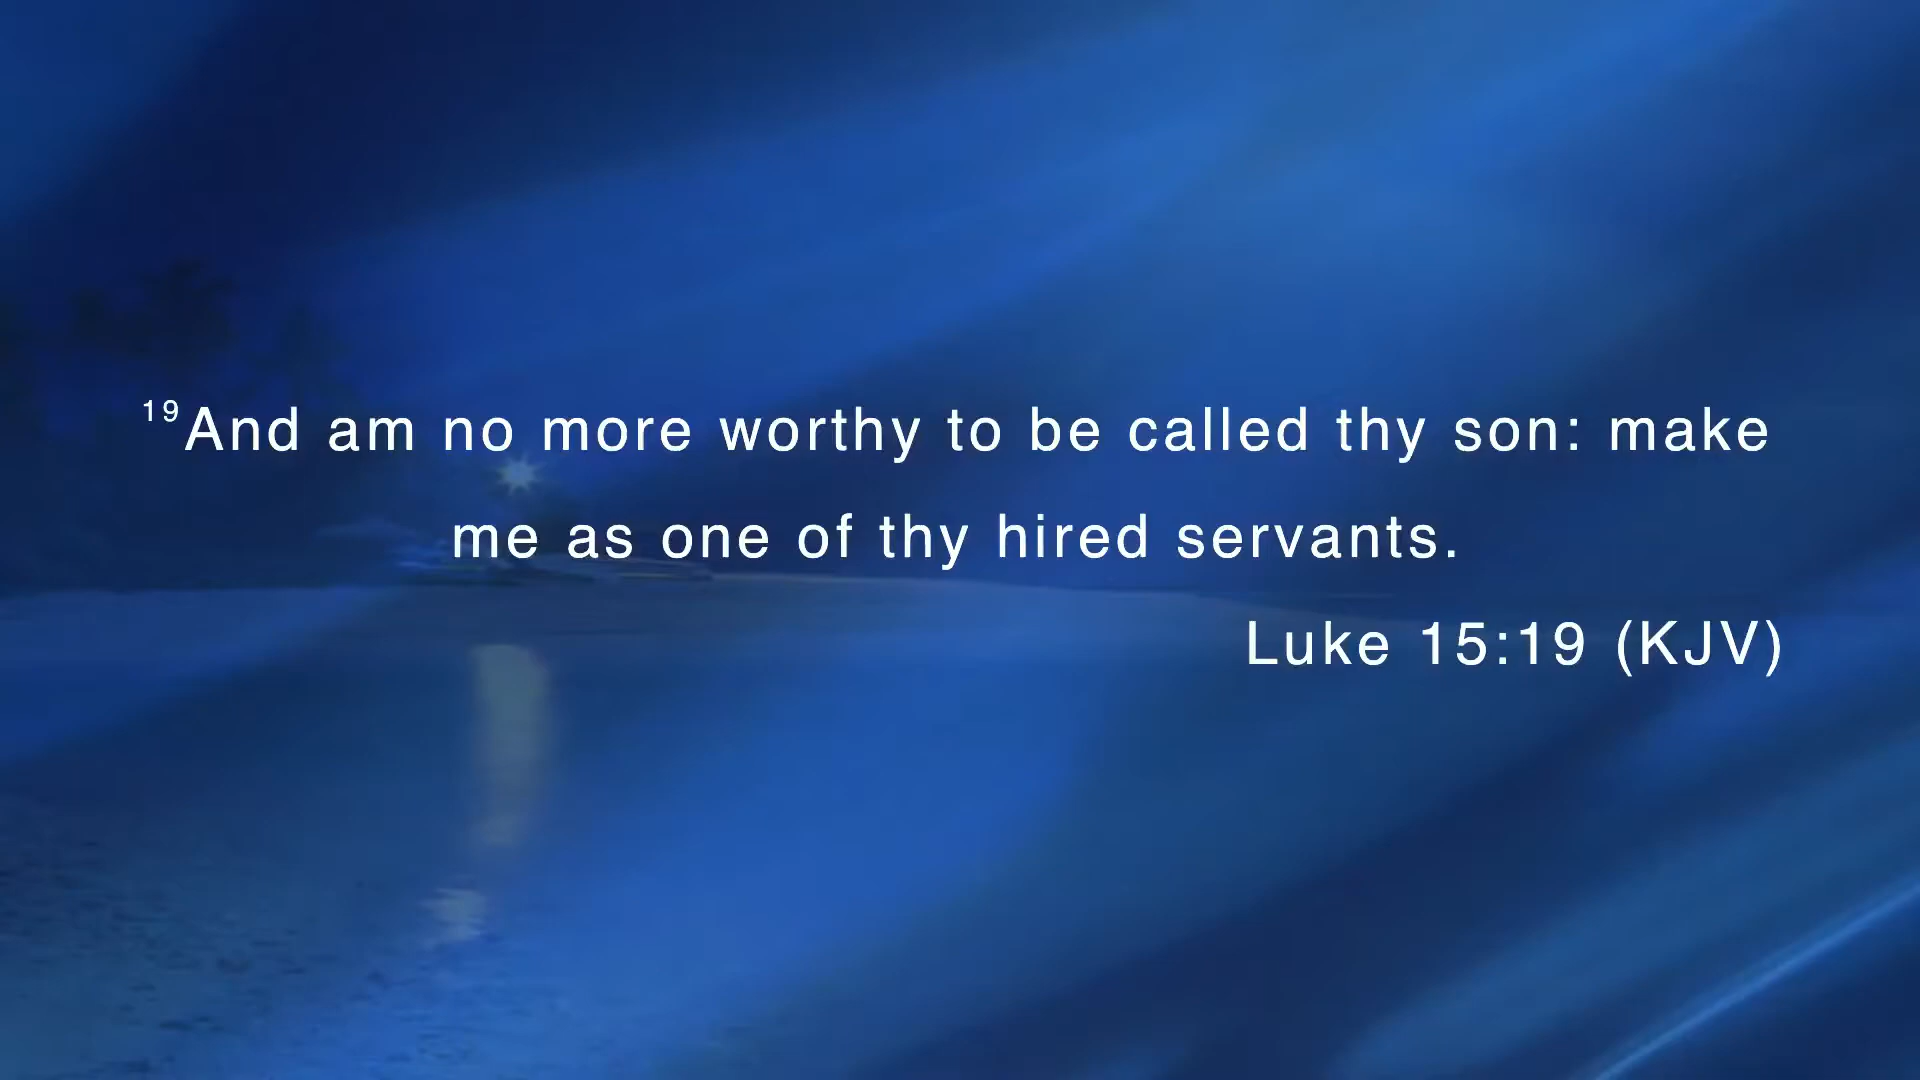 19And am no more worthy to be called thy son: make
me as one of thy hired servants.
Luke 15:19 (KJV)